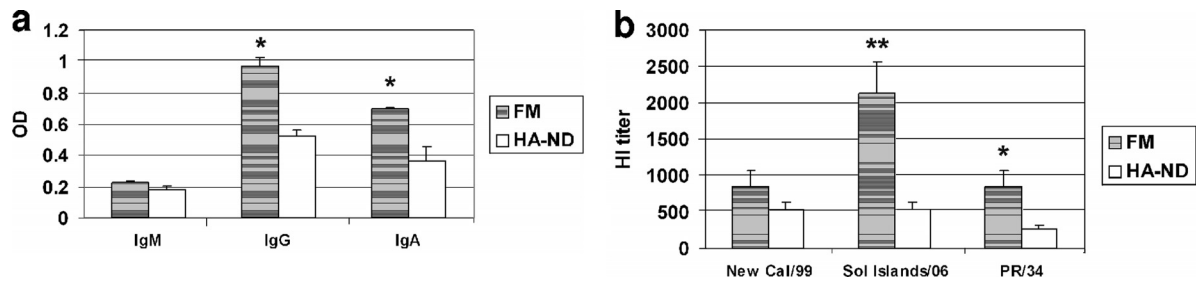 a
1.2
1
0.8
0.6
0.4
0.2
0
OD
*
*
IgM IgG IgA
FM
HA-ND
b
3000
2500
2000
1500
1000
500
0
HI titer
**
*
New Cal/99 Sol Islands/06 PR/34
FM
HA-ND